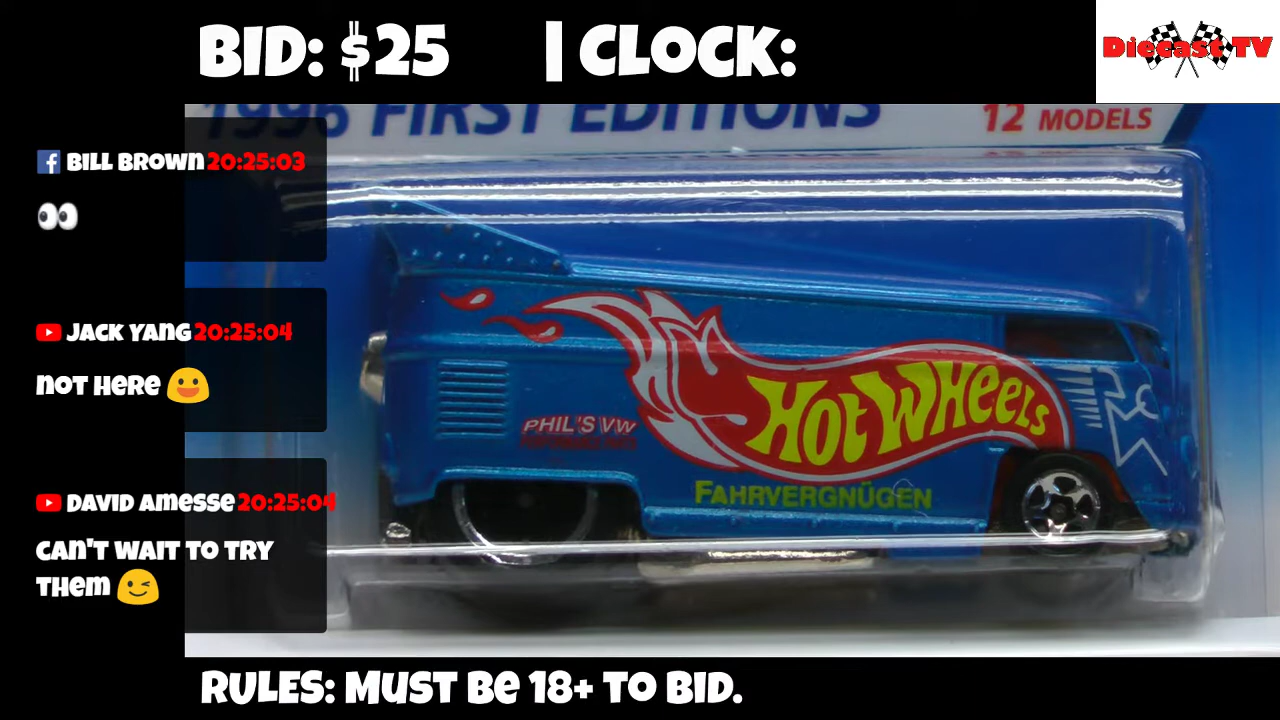 BID: $25 | CLOCK:
Diecast TV
1996 FIRST EDITIONS
12 MODELS
BILL BROWN 20:25:03
👀
JACK YANG 20:25:04
NOT HERE 😃
DAVID AMESSE 20:25:04
CAN'T WAIT TO TRY
THEM 😉
HOT WHEELS
PHIL'S VW
FAHRVERGNÜGEN
RULES: MUST BE 18+ TO BID.